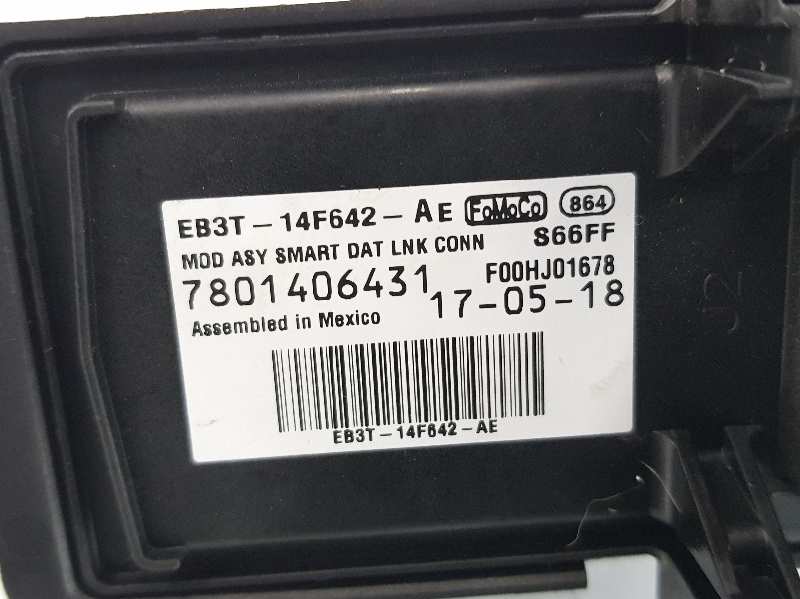 EB3T-14F642-AE FoMoCo 864
MOD ASY SMART DAT LNK CONN S66FF
7801406431 F00HJ01678
17-05-18
Assembled in Mexico
EB3T-14F642-AE
J2